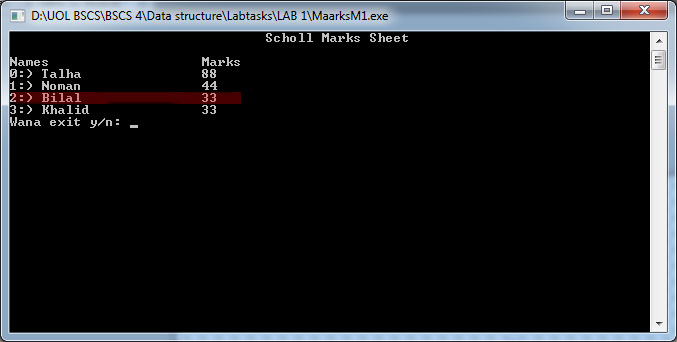 D:\UOL BSCS\BSCS 4\Data structure\Labtasks\LAB 1\MaarksM1.exe
Scholl Marks Sheet
Names Marks
0:) Talha 88
1:) Noman 44
2:) Bilal 33
3:) Khalid 33
Wana exit y/n: _